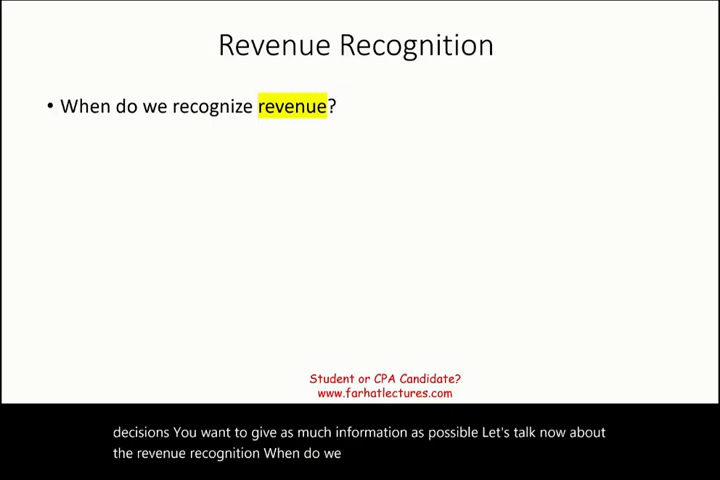 Revenue Recognition
• When do we recognize revenue?
Student or CPA Candidate?
www.farhatlectures.com
decisions You want to give as much information as possible Let's talk now about
the revenue recognition When do we